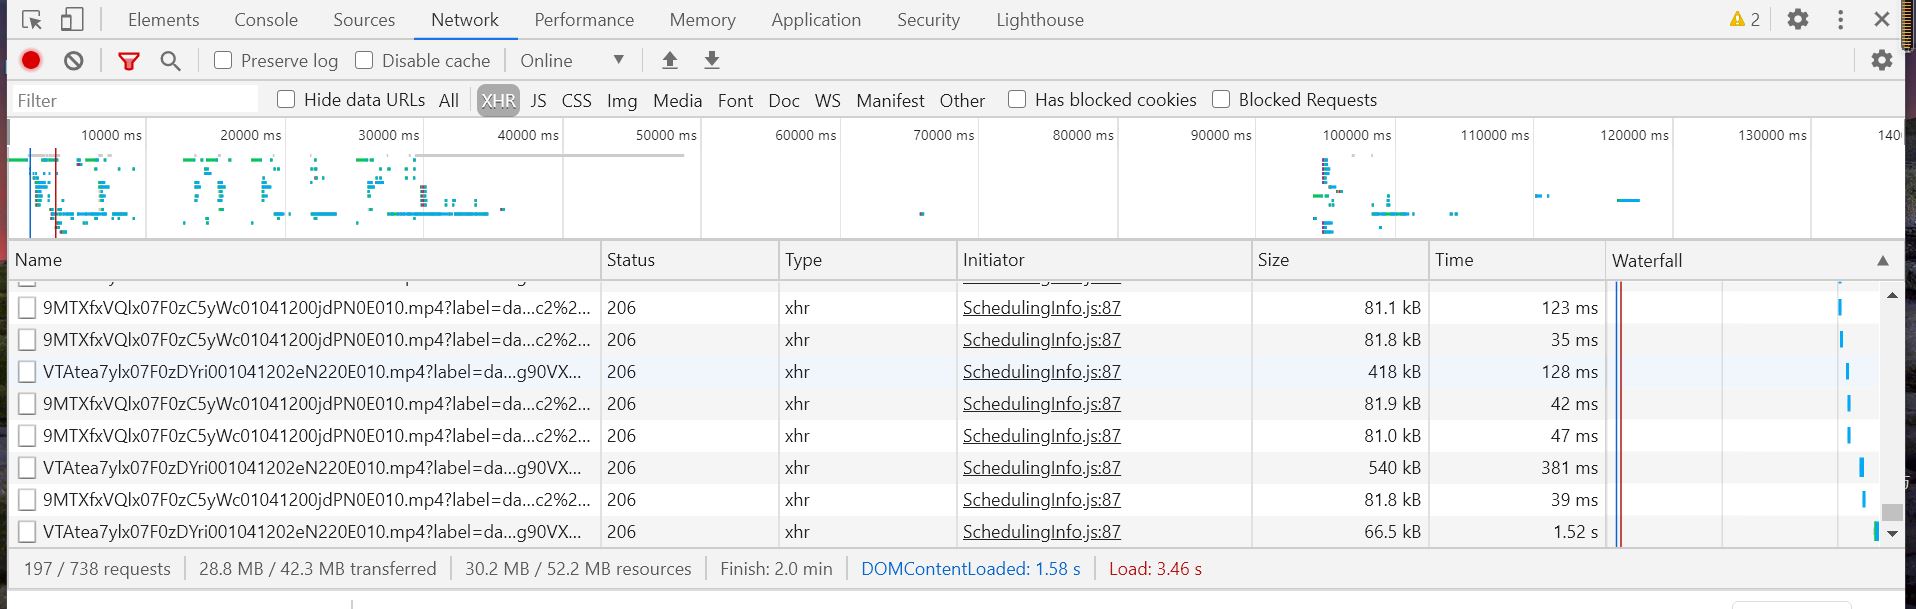 Elements Console Sources Network Performance Memory Application Security Lighthouse 2
Preserve log Disable cache Online
Filter Hide data URLs All XHR JS CSS Img Media Font Doc WS Manifest Other Has blocked cookies Blocked Requests
10000 ms 20000 ms 30000 ms 40000 ms 50000 ms 60000 ms 70000 ms 80000 ms 90000 ms 100000 ms 110000 ms 120000 ms 130000 ms 140
Name Status Type Initiator Size Time Waterfall
9MTXfxVQlx07F0zC5yWc01041200jdPN0E010.mp4?label=da...c2%2... 206 xhr SchedulingInfo.js:87 81.1 kB 123 ms
9MTXfxVQlx07F0zC5yWc01041200jdPN0E010.mp4?label=da...c2%2... 206 xhr SchedulingInfo.js:87 81.8 kB 35 ms
VTAtea7ylx07F0zDYri001041202eN220E010.mp4?label=da...g90VX... 206 xhr SchedulingInfo.js:87 418 kB 128 ms
9MTXfxVQlx07F0zC5yWc01041200jdPN0E010.mp4?label=da...c2%2... 206 xhr SchedulingInfo.js:87 81.9 kB 42 ms
9MTXfxVQlx07F0zC5yWc01041200jdPN0E010.mp4?label=da...c2%2... 206 xhr SchedulingInfo.js:87 81.0 kB 47 ms
VTAtea7ylx07F0zDYri001041202eN220E010.mp4?label=da...g90VX... 206 xhr SchedulingInfo.js:87 540 kB 381 ms
9MTXfxVQlx07F0zC5yWc01041200jdPN0E010.mp4?label=da...c2%2... 206 xhr SchedulingInfo.js:87 81.8 kB 39 ms
VTAtea7ylx07F0zDYri001041202eN220E010.mp4?label=da...g90VX... 206 xhr SchedulingInfo.js:87 66.5 kB 1.52 s
197 / 738 requests 28.8 MB / 42.3 MB transferred 30.2 MB / 52.2 MB resources Finish: 2.0 min DOMContentLoaded: 1.58 s Load: 3.46 s